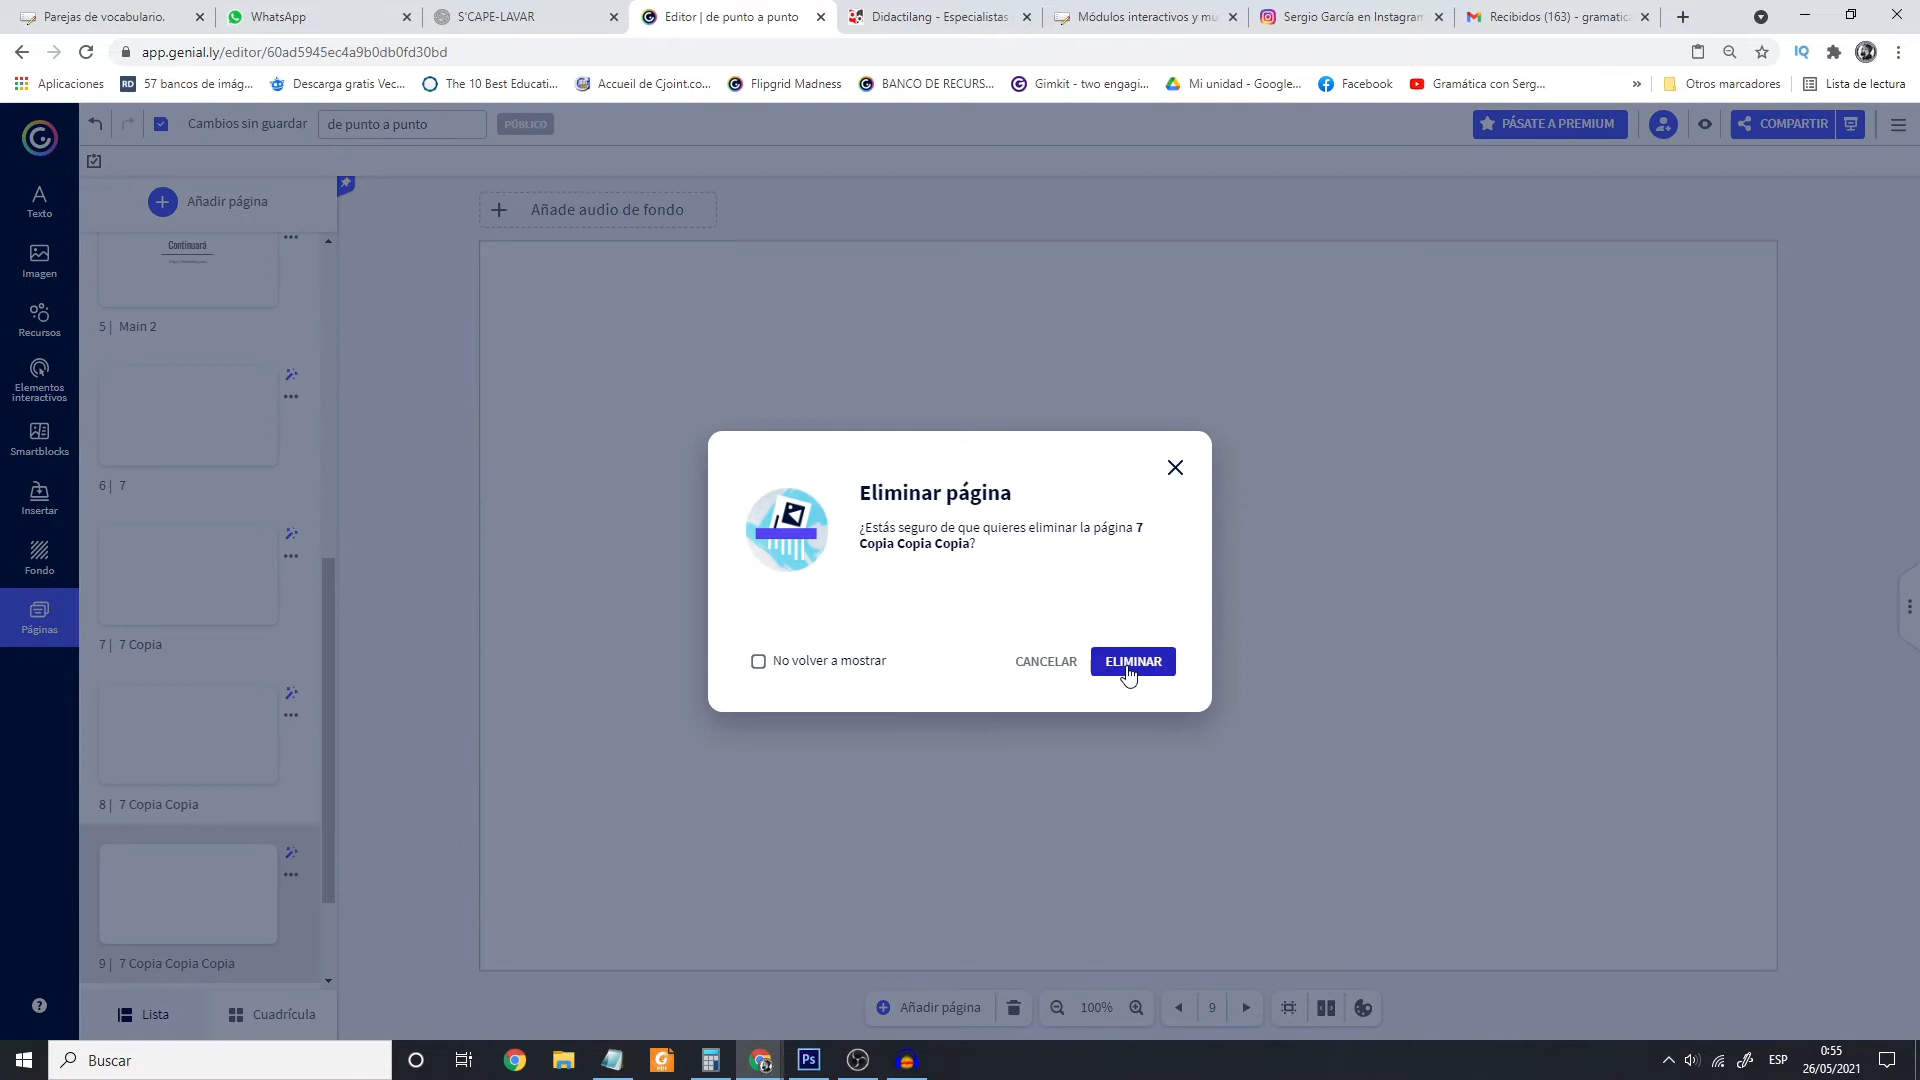 Parejas de vocabulario.
WhatsApp
S'CAPE-LAVAR
Editor | de punto a punto
Didactilang - Especialistas
Módulos interactivos y mu
Sergio García en Instagram
Recibidos (163) - gramatic
app.genial.ly/editor/60ad5945ec4a9b0db0fd30bd
Aplicaciones
57 bancos de imág...
Descarga gratis Vec...
The 10 Best Educati...
Accueil de Cjoint.co...
Flipgrid Madness
BANCO DE RECURS...
Gimkit - two engagi...
Mi unidad - Google...
Facebook
Gramática con Serg...
Otros marcadores
Lista de lectura
Cambios sin guardar
de punto a punto
PÚBLICO
PÁSATE A PREMIUM
COMPARTIR
Texto
Imagen
Recursos
Elementos
interactivos
Smartblocks
Insertar
Fondo
Páginas
Añadir página
Continuará
5 | Main 2
6 | 7
7 | 7 Copia
8 | 7 Copia Copia
9 | 7 Copia Copia Copia
Lista
Cuadrícula
Añade audio de fondo
Eliminar página
¿Estás seguro de que quieres eliminar la página 7
Copia Copia Copia?
No volver a mostrar
CANCELAR
ELIMINAR
Añadir página
100%
9
Buscar
Ps
ESP
0:55
26/05/2021